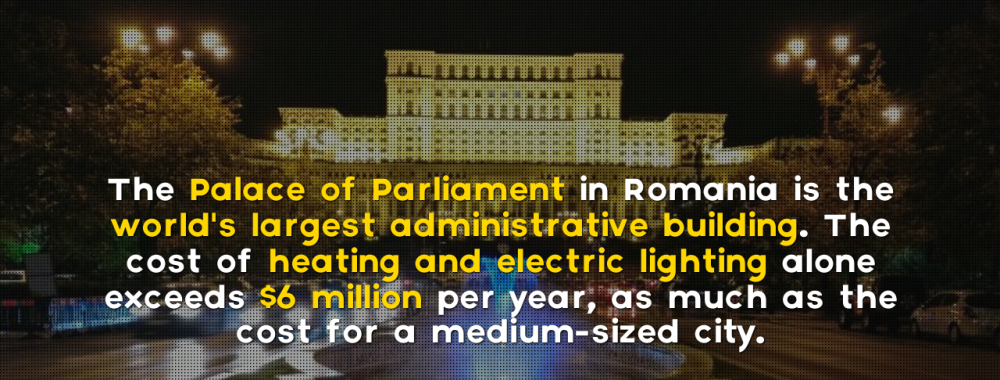 The Palace of Parliament in Romania is the
world's largest administrative building. The
cost of heating and electric lighting alone
exceeds $6 million per year, as much as the
cost for a medium-sized city.